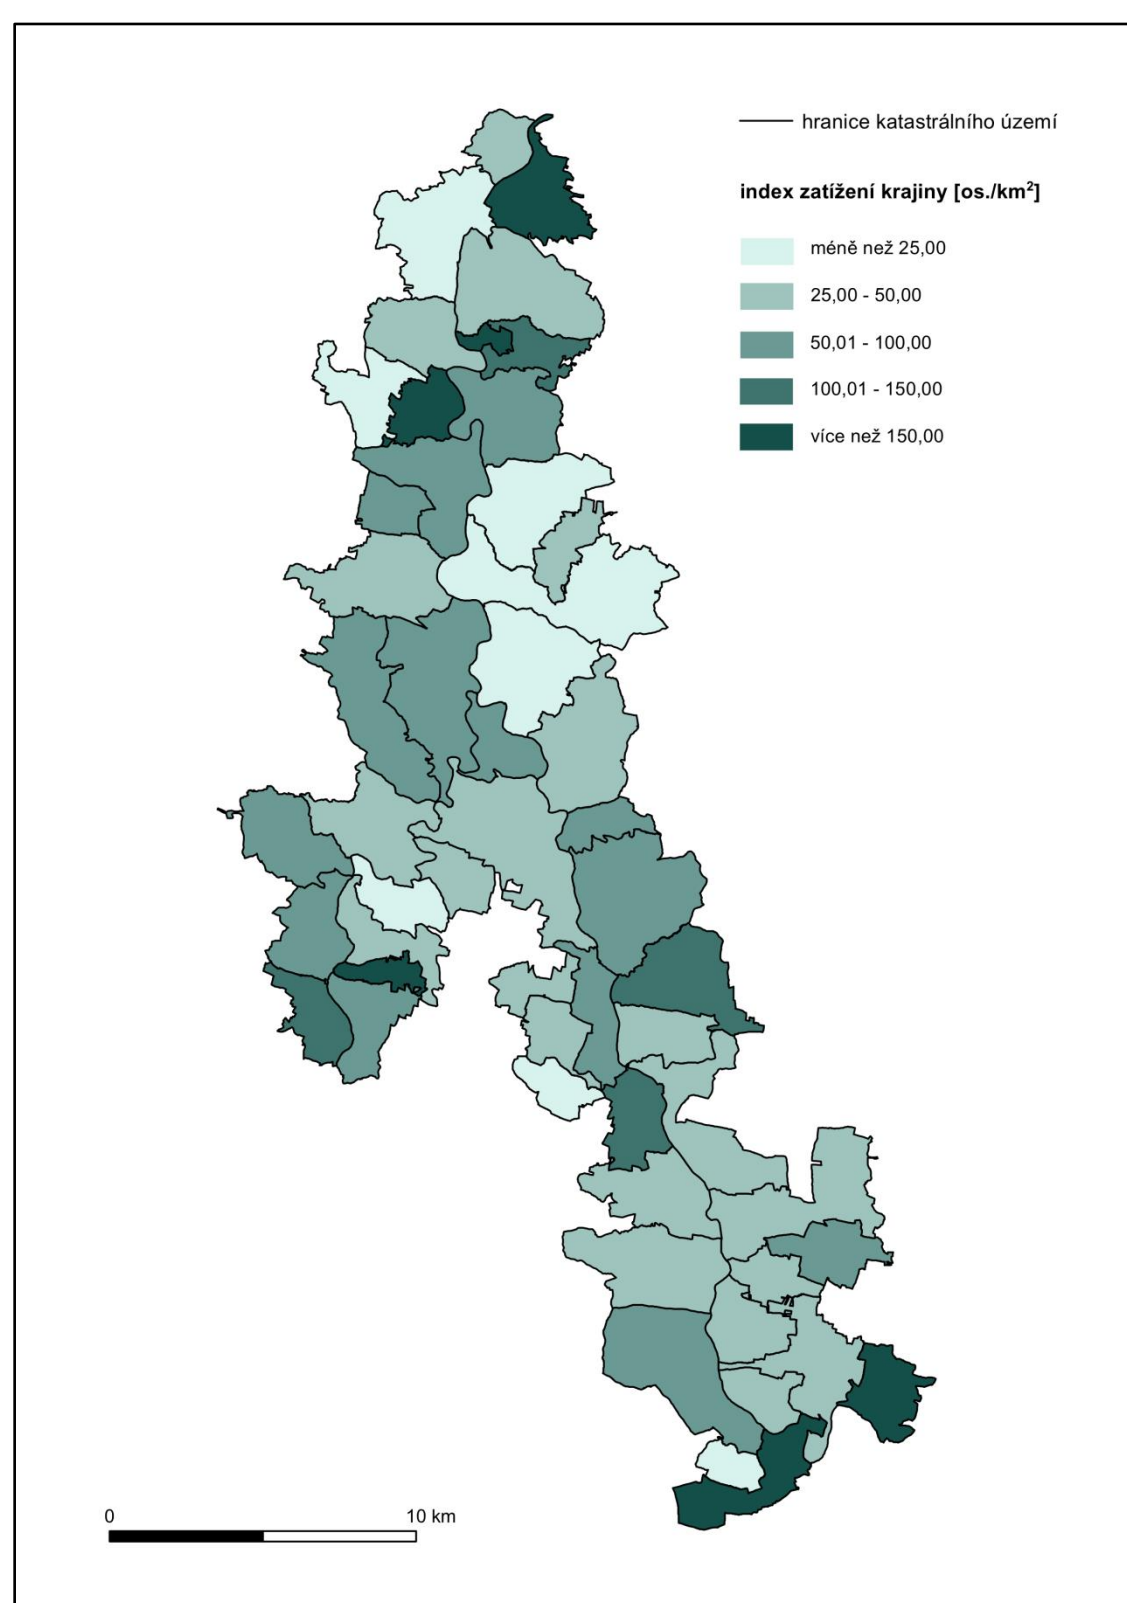 hranice katastrálního území
index zatížení krajiny [os./km²]
méně než 25,00
25,00 - 50,00
50,01 - 100,00
100,01 - 150,00
více než 150,00
0 10 km